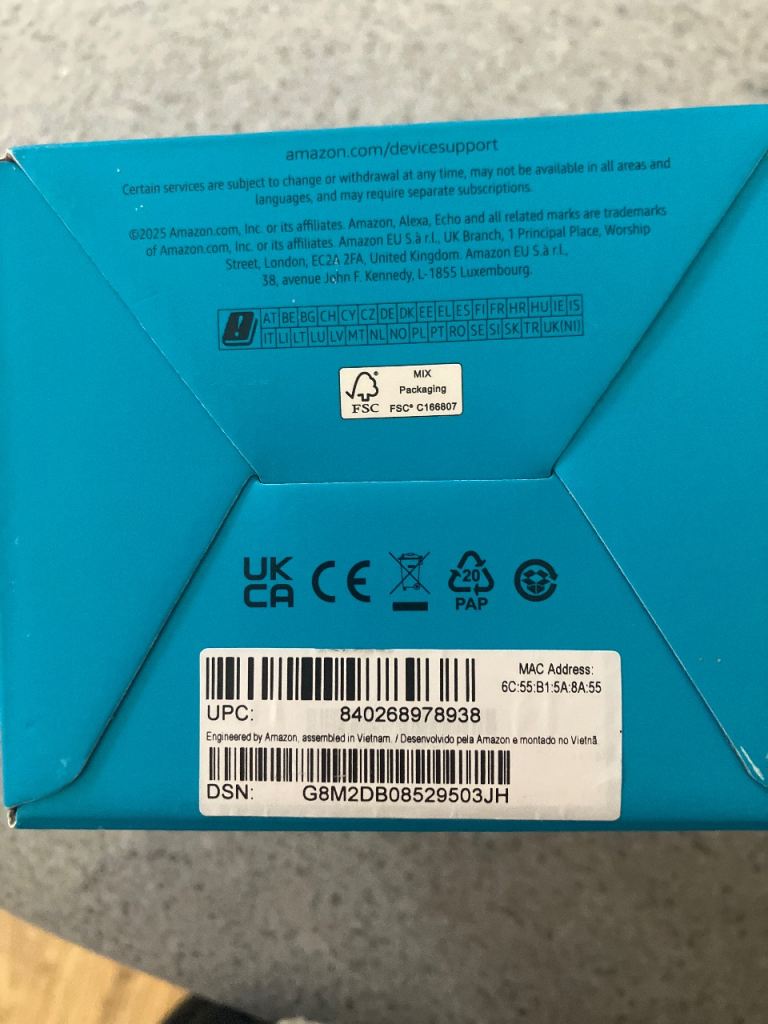 amazon.com/devicesupport
Certain services are subject to change or withdrawal at any time, may not be available in all areas and
languages, and may require separate subscriptions.
©2025 Amazon.com, Inc. or its affiliates. Amazon, Alexa, Echo and all related marks are trademarks
of Amazon.com, Inc. or its affiliates. Amazon EU S.à r.l., UK Branch, 1 Principal Place, Worship
Street, London, EC2A 2FA, United Kingdom. Amazon EU S.à r.l.,
38, avenue John F. Kennedy, L-1855 Luxembourg.
AT BE BG CH CY CZ DE DK EE EL ES FI FR HR HU IE IS
IT LI LT LU LV MT NL NO PL PT RO SE SI SK TR UK(NI)
MIX
Packaging
FSC FSC® C166807
UK
CA CE 20
PAP
MAC Address:
6C:55:B1:5A:8A:55
UPC: 840268978938
Engineered by Amazon, assembled in Vietnam. / Desenvolvido pela Amazon e montado no Vietnã
DSN: G8M2DB08529503JH